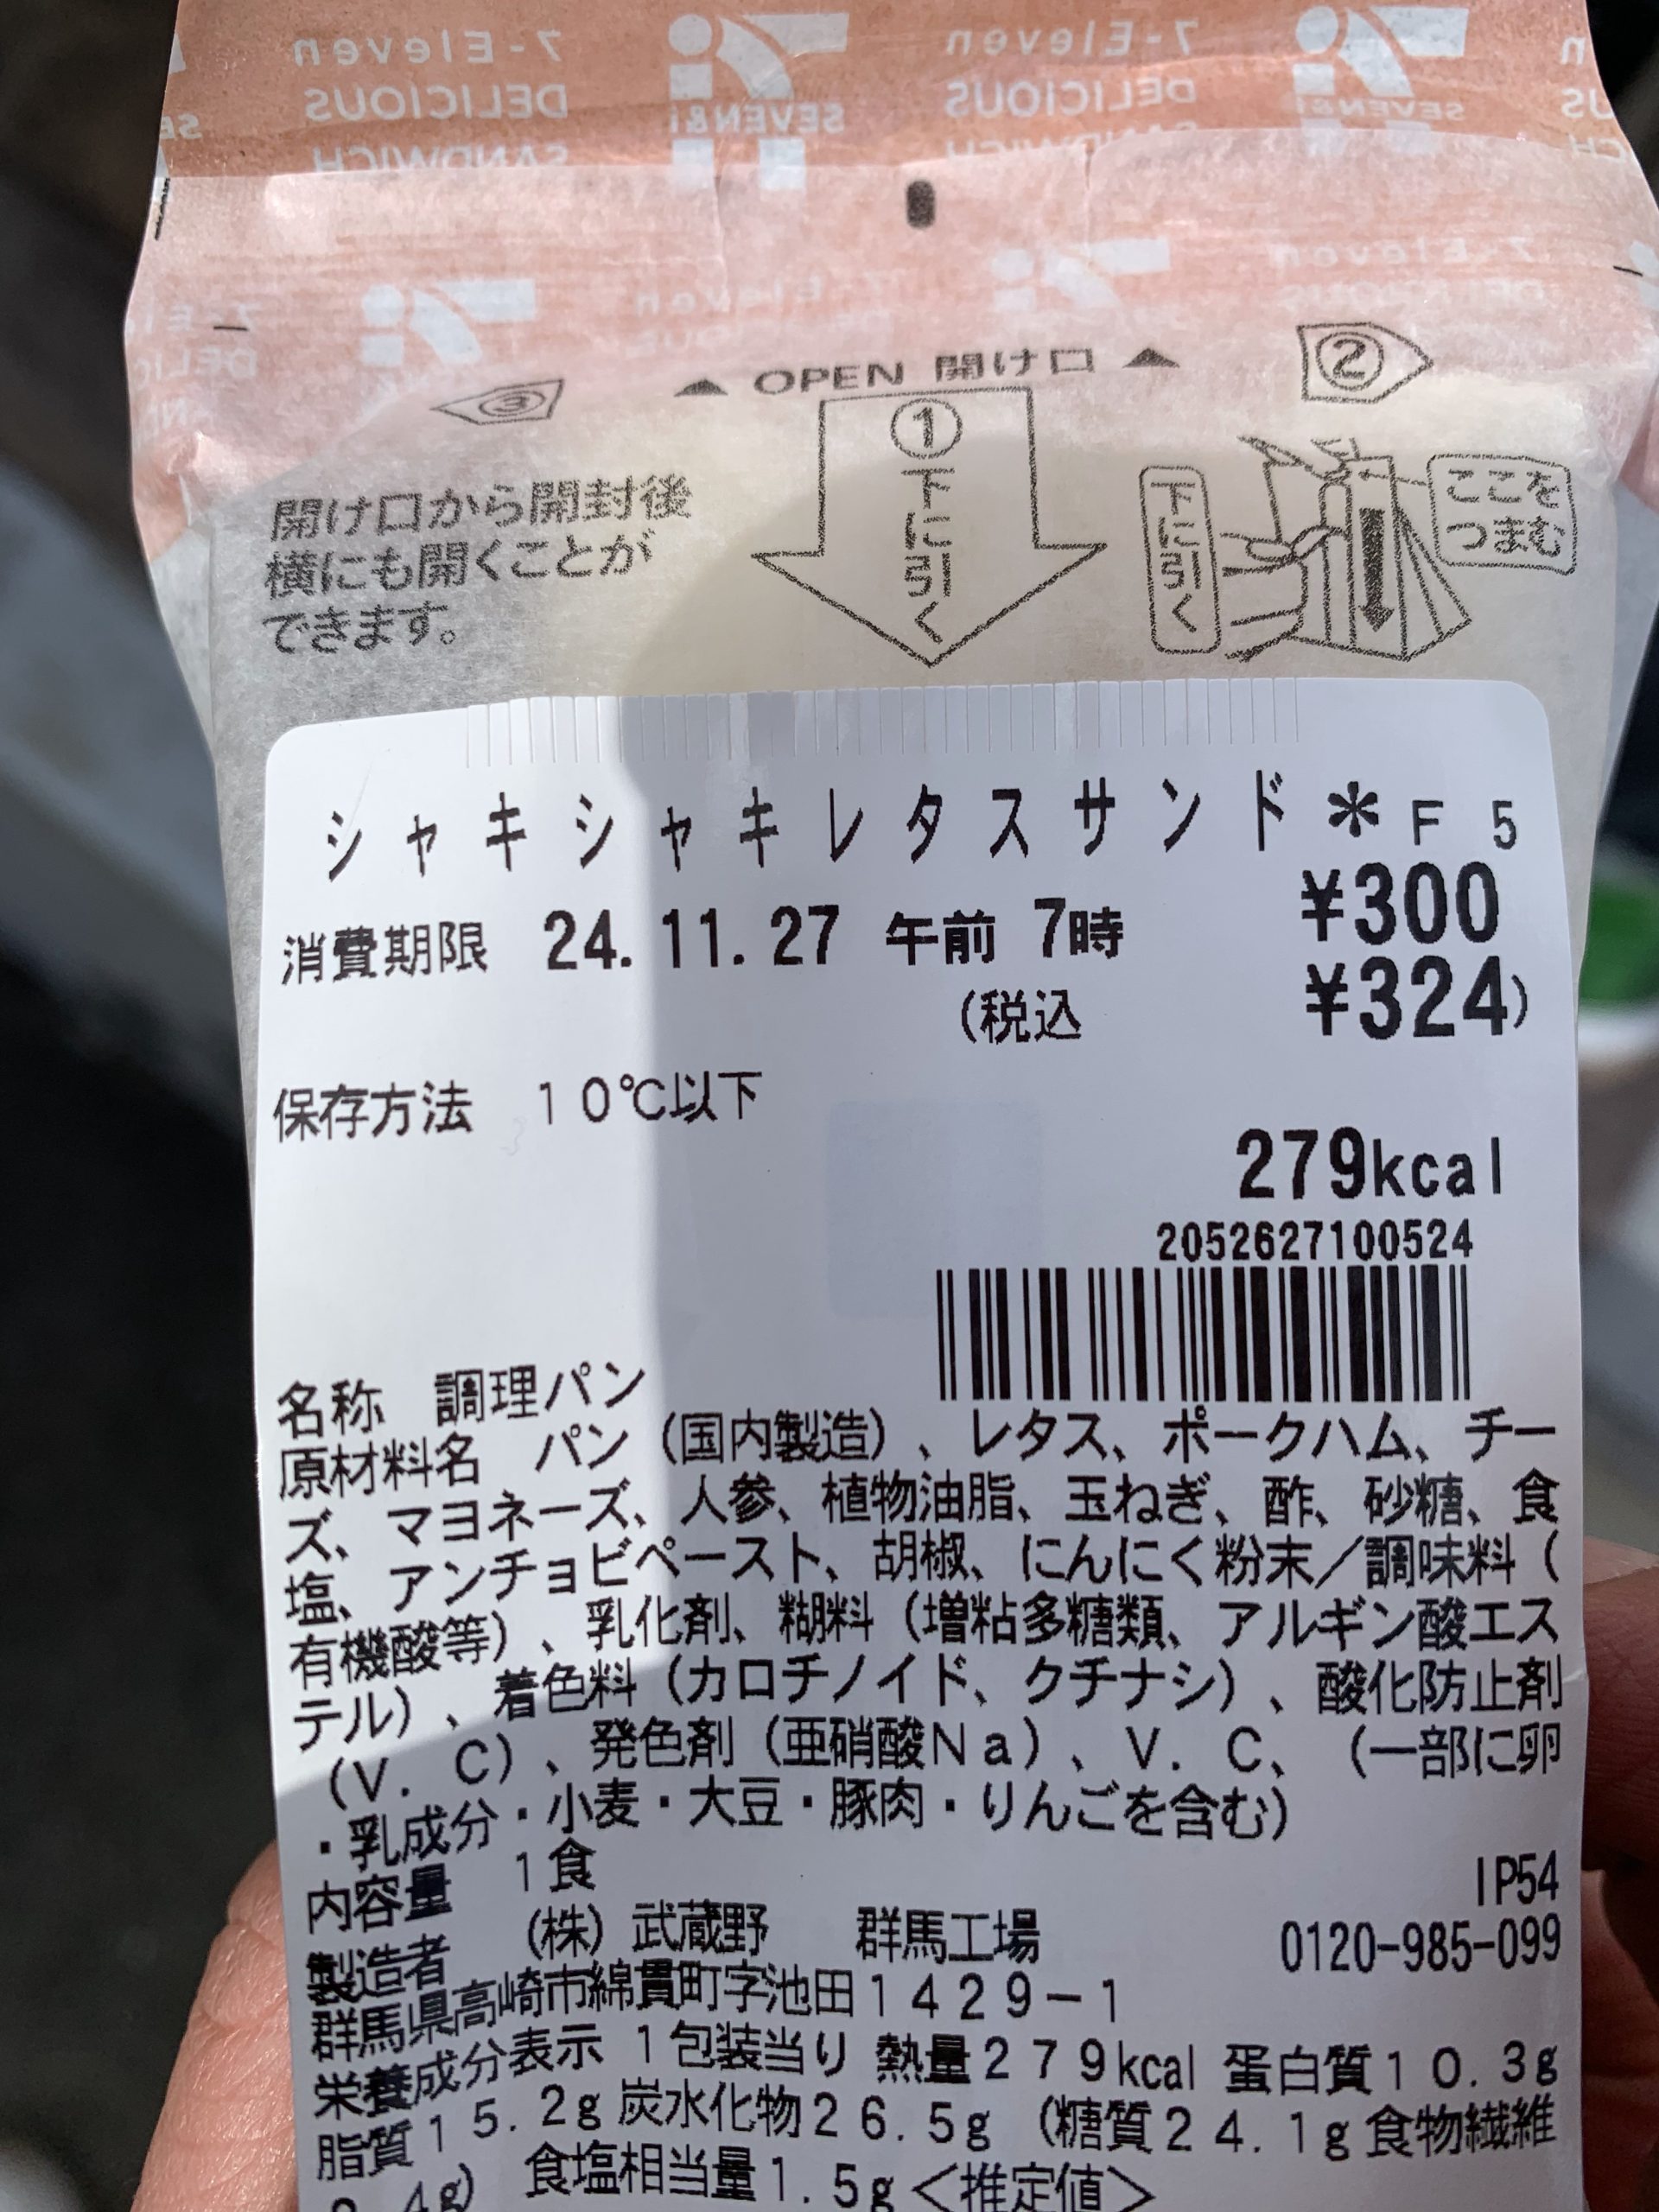 7-Eleven 7-Eleven
DELICIOUS SEVEN&i DELICIOUS SEVEN&i
SANDWICH SANDWICH
7-Eleven 7-Eleven
OPEN 開け口
③
①下に引く
②
開け口から開封後
横にも開くことが
できます。
下に引く
ここを
つまむ
シャキシャキレタスサンド*F5
¥300
消費期限 24.11.27 午前 7時
(税込 ¥324)
保存方法 10℃以下
279kcal
2052627100524
名称 調理パン
原材料名 パン(国内製造)、レタス、ポークハム、チー
ズ、マヨネーズ、人参、植物油脂、玉ねぎ、酢、砂糖、食
塩、アンチョビペースト、胡椒、にんにく粉末/調味料(
有機酸等)、乳化剤、糊料(増粘多糖類、アルギン酸エス
テル)、着色料(カロチノイド、クチナシ)、酸化防止剤
(V.C)、発色剤(亜硝酸Na)、V.C、(一部に卵
・乳成分・小麦・大豆・豚肉・りんごを含む)
内容量 1食
IP54
製造者 (株)武蔵野 群馬工場 0120-985-099
群馬県高崎市綿貫町字池田1429-1
栄養成分表示 1包装当り 熱量279kcal 蛋白質10.3g
脂質15.2g 炭水化物26.5g (糖質24.1g 食物繊維
2.4g) 食塩相当量1.5g<推定値>